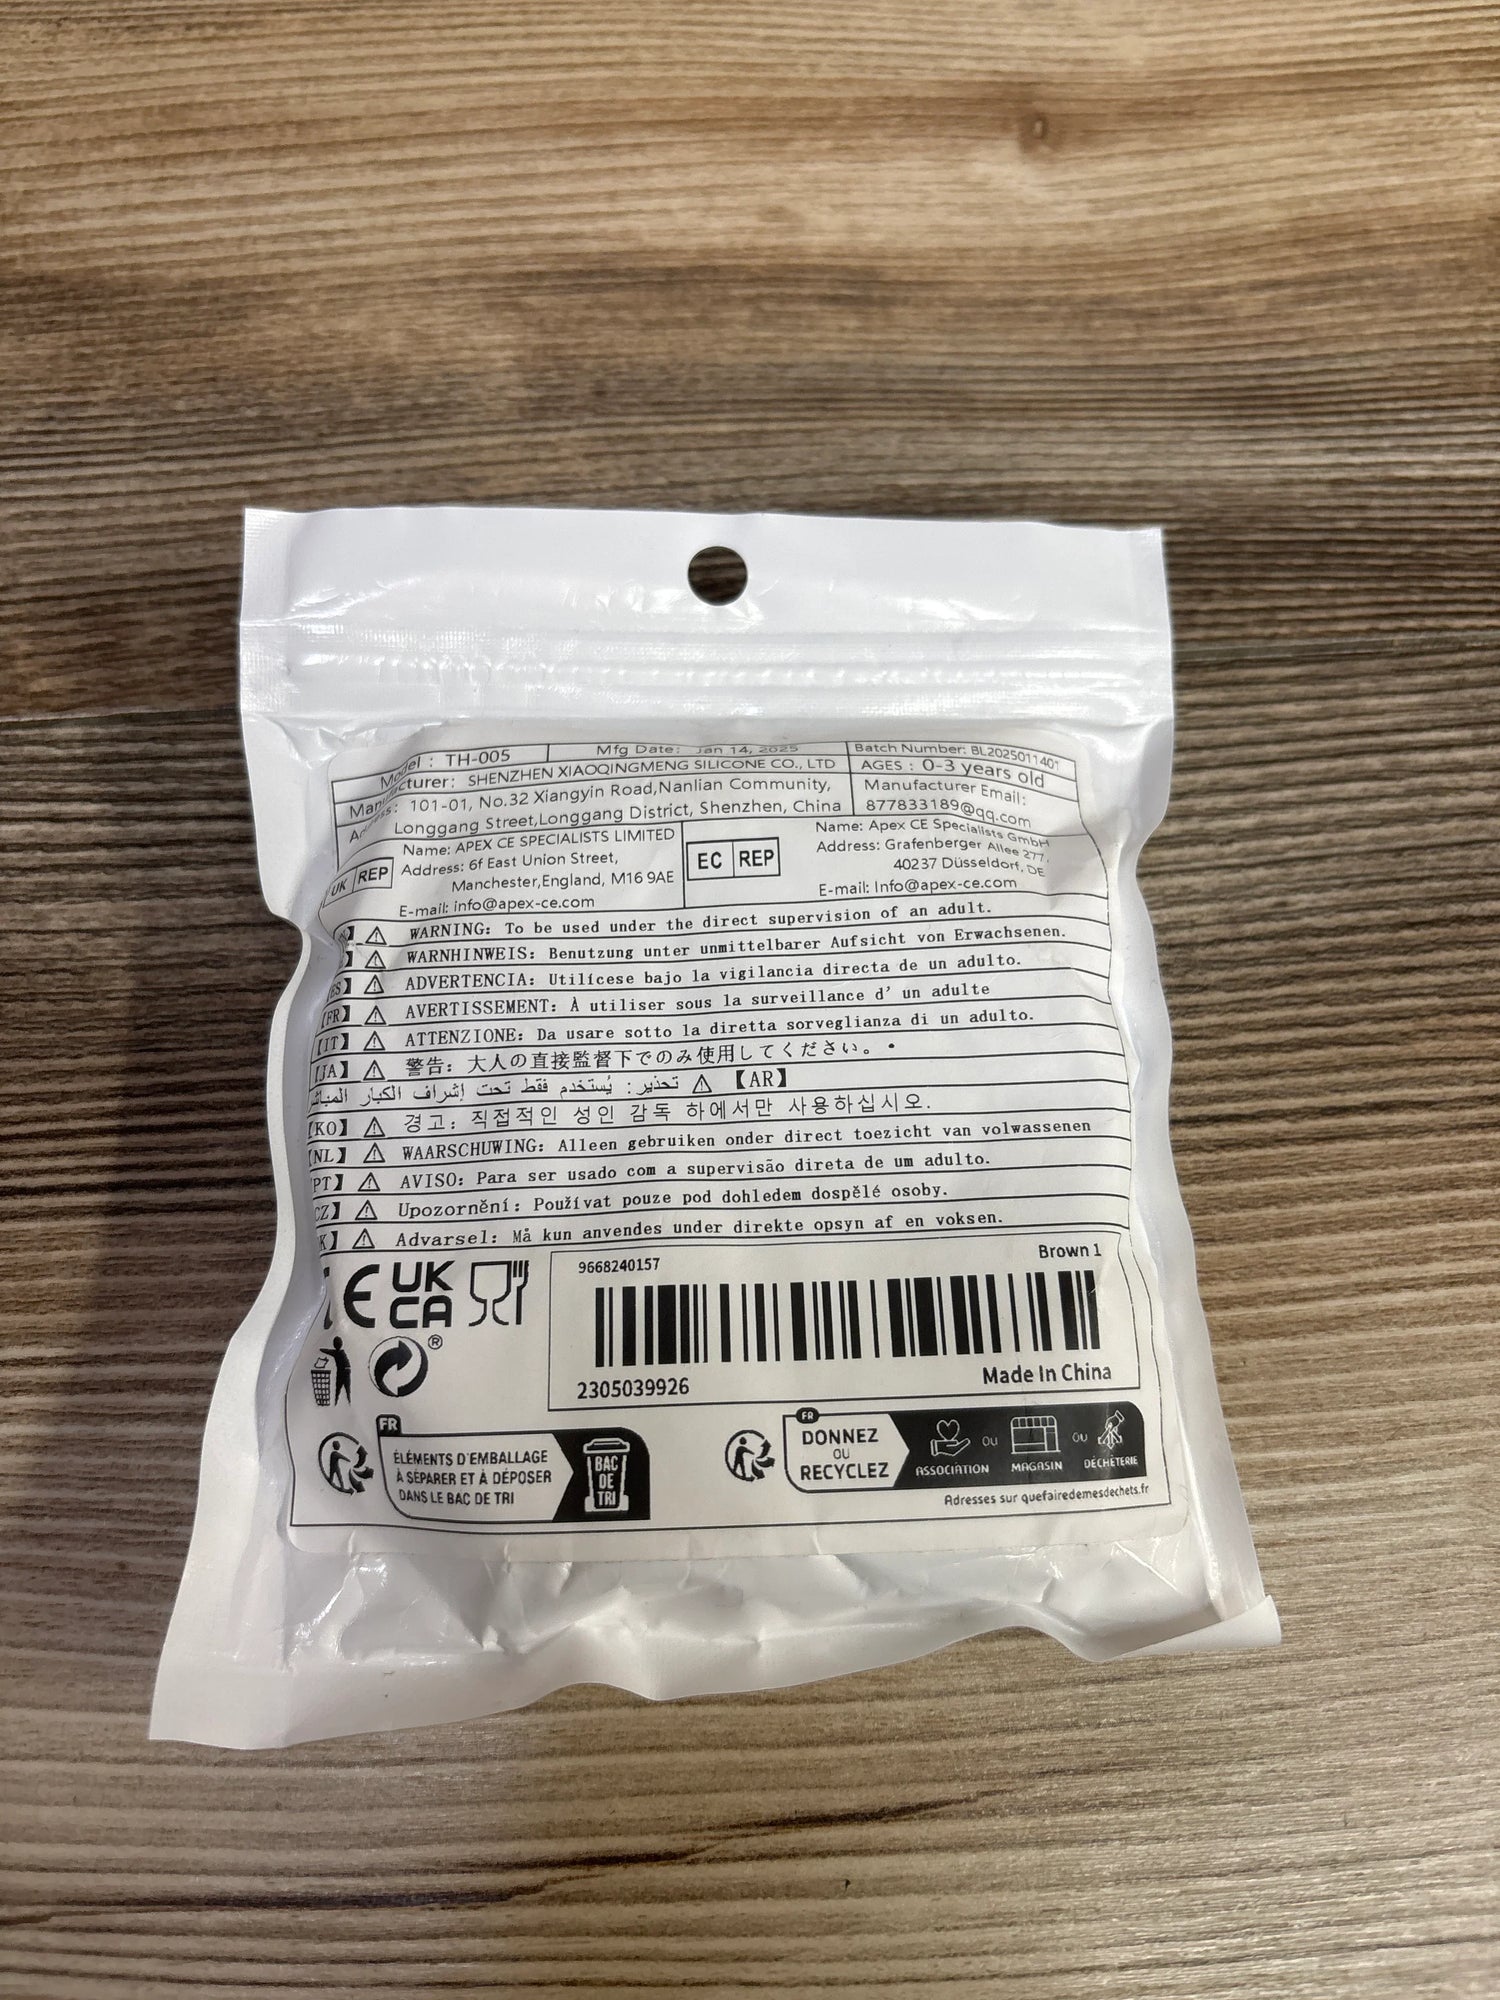 Model : TH-005
Mfg Date: Jan 14, 2025
Batch Number: BL2025011401
Manufacturer: SHENZHEN XIAOQINGMENG SILICONE CO., LTD
AGES : 0-3 years old
Address: 101-01, No.32 Xiangyin Road,Nanlian Community,
Longgang Street,Longgang District, Shenzhen, China
Manufacturer Email:
877833189@qq.com
UK REP
Name: APEX CE SPECIALISTS LIMITED
Address: 6f East Union Street,
Manchester,England, M16 9AE
E-mail: info@apex-ce.com
EC REP
Name: Apex CE Specialists GmbH
Address: Grafenberger Allee 277,
40237 Düsseldorf, DE
E-mail: Info@apex-ce.com
⚠ WARNING: To be used under the direct supervision of an adult.
⚠ WARNHINWEIS: Benutzung unter unmittelbarer Aufsicht von Erwachsenen.
ES】 ⚠ ADVERTENCIA: Utilícese bajo la vigilancia directa de un adulto.
【FR】 ⚠ AVERTISSEMENT: À utiliser sous la surveillance d' un adulte
【IT】 ⚠ ATTENZIONE: Da usare sotto la diretta sorveglianza di un adulto.
【JA】 ⚠ 警告: 大人の直接監督下でのみ使用してください。•
【AR】 ⚠ تحذير: يُستخدم فقط تحت إشراف الكبار المباشر
【KO】 ⚠ 경고: 직접적인 성인 감독 하에서만 사용하십시오.
【NL】 ⚠ WAARSCHUWING: Alleen gebruiken onder direct toezicht van volwassenen
PT】 ⚠ AVISO: Para ser usado com a supervisão direta de um adulto.
CZ】 ⚠ Upozornění: Používat pouze pod dohledem dospělé osoby.
K】 ⚠ Advarsel: Må kun anvendes under direkte opsyn af en voksen.
CE UK CA
9668240157
Brown 1
2305039926
Made In China
FR
ÉLÉMENTS D'EMBALLAGE
À SÉPARER ET À DÉPOSER
DANS LE BAC DE TRI
BAC
DE
TRI
FR
DONNEZ
OU
RECYCLEZ
ASSOCIATION OU MAGASIN OU DÉCHÈTERIE
Adresses sur quefairedemesdechets.fr